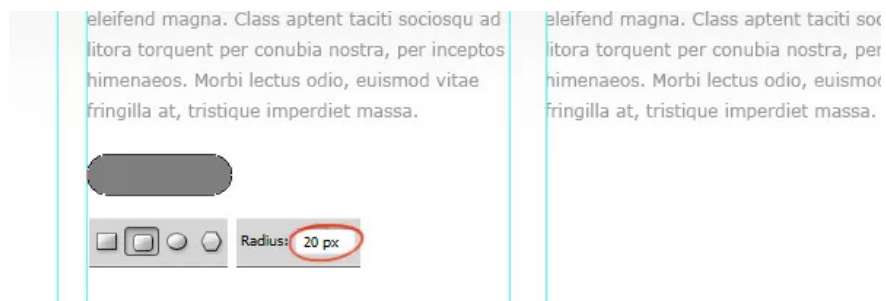 eleifend magna. Class aptent taciti sociosqu ad
litora torquent per conubia nostra, per inceptos
himenaeos. Morbi lectus odio, euismod vitae
fringilla at, tristique imperdiet massa.
Radius: 20 px
eleifend magna. Class aptent taciti
litora torquent per conubia nostra, per
himenaeos. Morbi lectus odio,
fringilla at, tristique imperdiet massa.